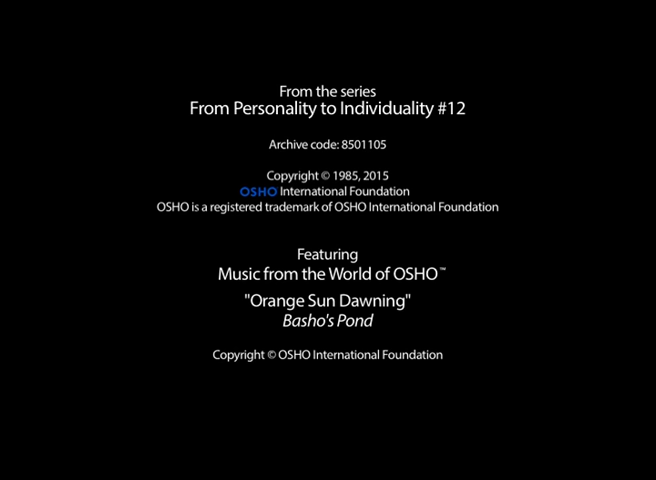 From the series
From Personality to Individuality #12
Archive code: 8501105
Copyright © 1985, 2015
OSHO International Foundation
OSHO is a registered trademark of OSHO International Foundation
Featuring
Music from the World of OSHO™
"Orange Sun Dawning"
Basho's Pond
Copyright © OSHO International Foundation